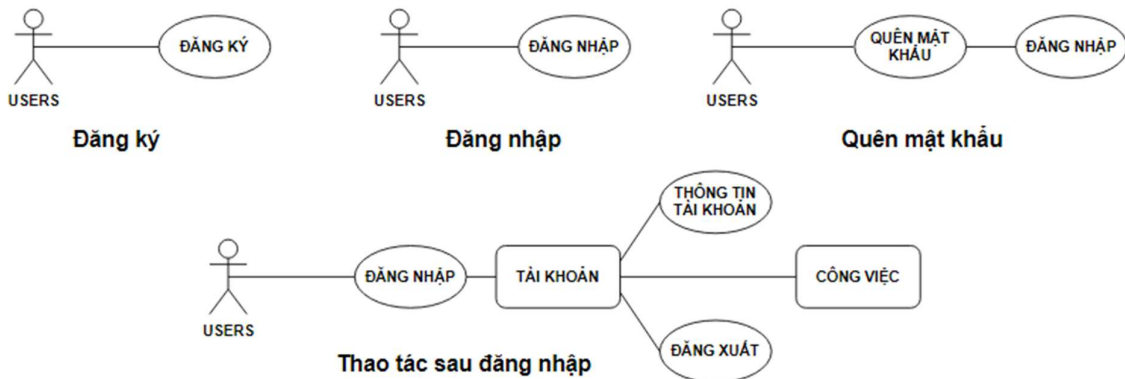 ĐĂNG KÝ
USERS
Đăng ký
ĐĂNG NHẬP
USERS
Đăng nhập
QUÊN MẬT
KHẨU
ĐĂNG NHẬP
USERS
Quên mật khẩu
THÔNG TIN
TÀI KHOẢN
ĐĂNG NHẬP
TÀI KHOẢN
CÔNG VIỆC
USERS
ĐĂNG XUẤT
Thao tác sau đăng nhập